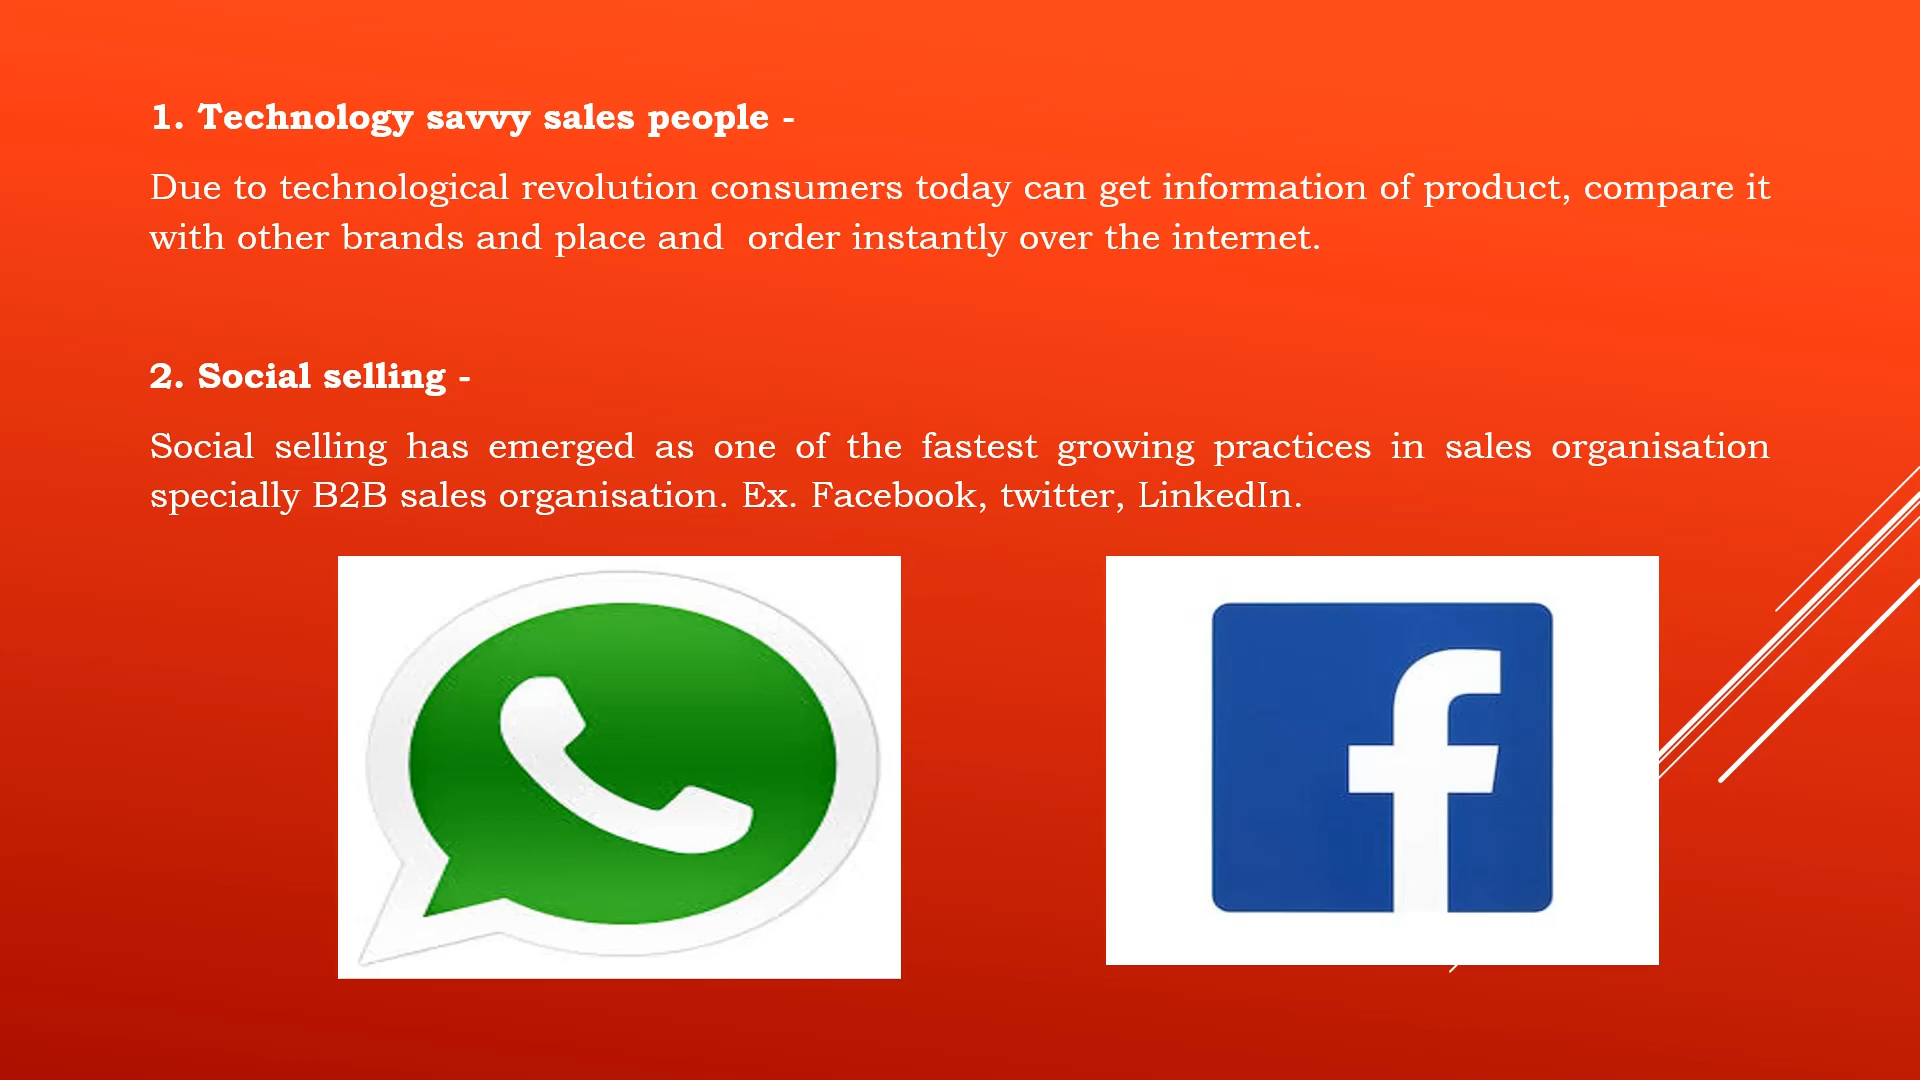 1. Technology savvy sales people -
Due to technological revolution consumers today can get information of product, compare it
with other brands and place and  order instantly over the internet.
2. Social selling -
Social selling has emerged as one of the fastest growing practices in sales organisation
specially B2B sales organisation. Ex. Facebook, twitter, LinkedIn.